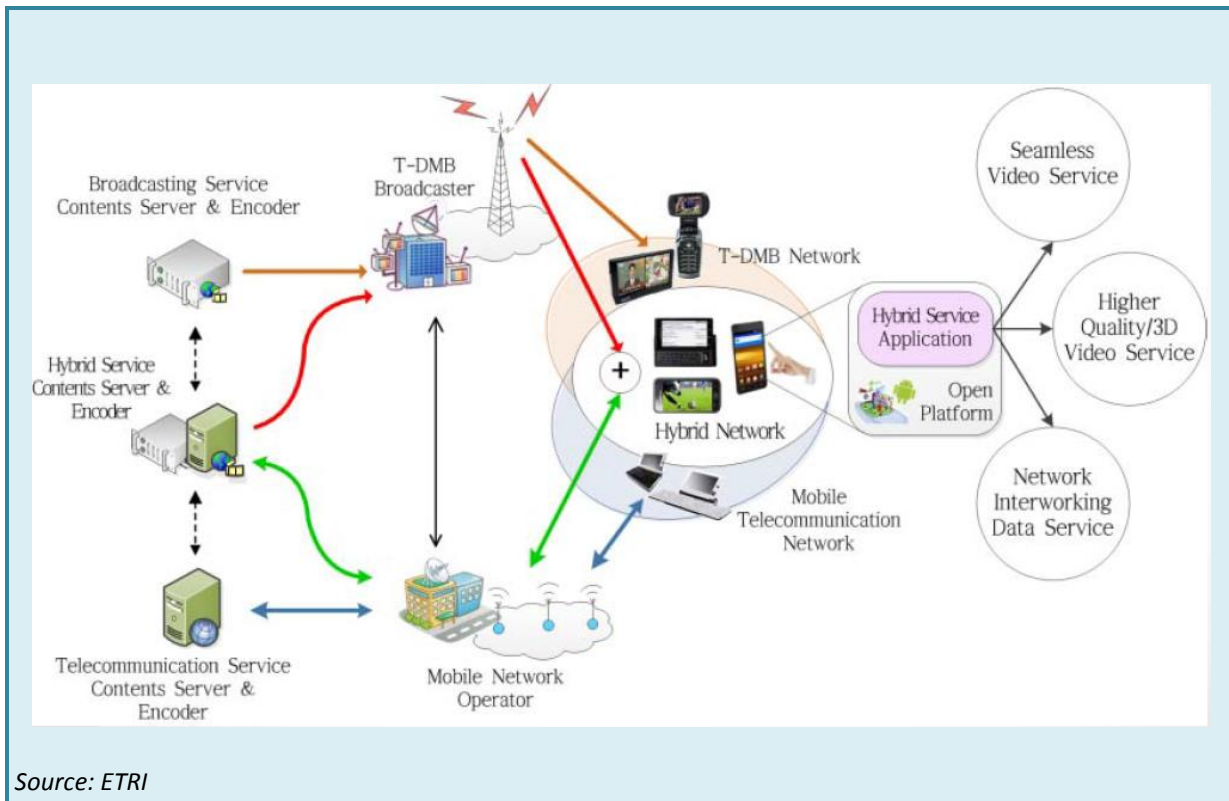 T-DMB
Broadcaster
Broadcasting Service
Contents Server & Encoder
Hybrid Service
Contents Server &
Encoder
Telecommunication Service
Contents Server &
Encoder
Mobile Network
Operator
T-DMB Network
+
Hybrid Network
Mobile
Telecommunication
Network
Hybrid Service
Application
Open
Platform
Seamless
Video Service
Higher
Quality/3D
Video Service
Network
Interworking
Data Service
Source: ETRI